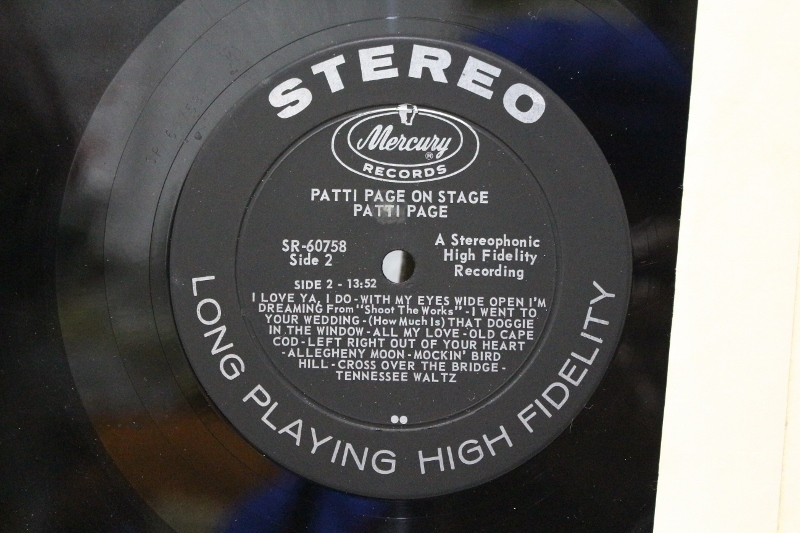 STEREO
Mercury ®
RECORDS
PATTI PAGE ON STAGE
PATTI PAGE
SR-60758
Side 2
A Stereophonic
High Fidelity
Recording
SIDE 2 - 13:52
I LOVE YA, I DO-WITH MY EYES WIDE OPEN I'M
DREAMING From "Shoot The Works" - I WENT TO
YOUR WEDDING-(How Much Is) THAT DOGGIE
IN THE WINDOW-ALL MY LOVE-OLD CAPE
COD-LEFT RIGHT OUT OF YOUR HEART
-ALLEGHENY MOON-MOCKIN' BIRD
HILL-CROSS OVER THE BRIDGE-
TENNESSEE WALTZ
LONG PLAYING HIGH FIDELITY